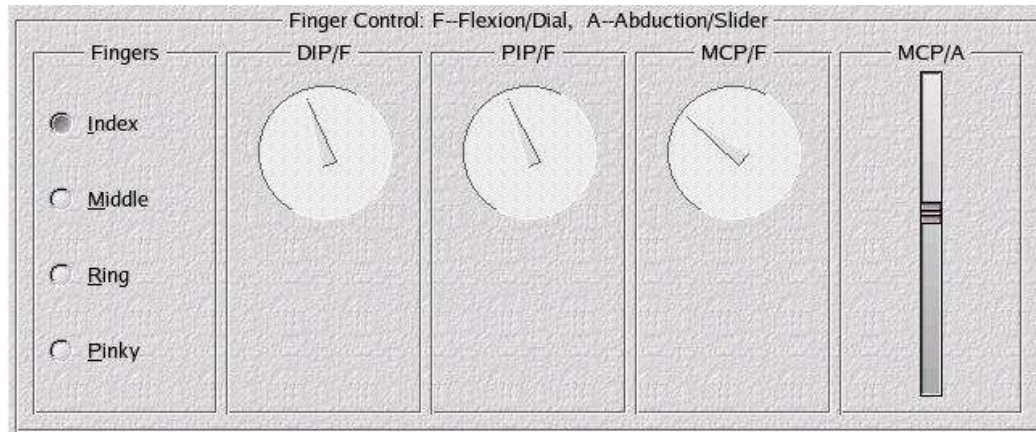 Finger Control: F--Flexion/Dial, A--Abduction/Slider
Fingers
DIP/F
PIP/F
MCP/F
MCP/A
Index
Middle
Ring
Pinky